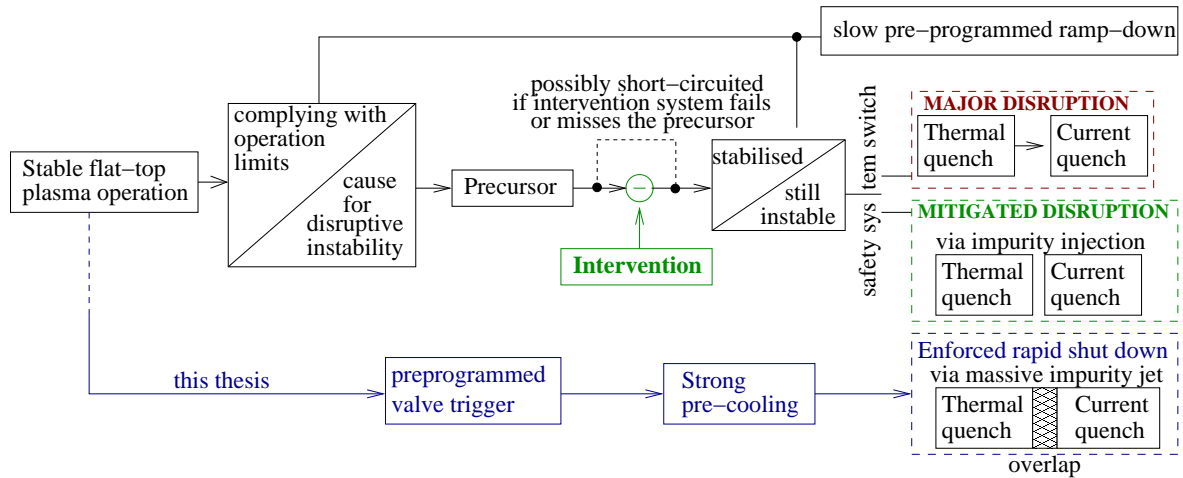 slow pre−programmed ramp−down
possibly short−circuited
if intervention system fails
or misses the precursor
complying with
operation
limits
cause
for
disruptive
instability
Stable flat−top
plasma operation
Precursor
−
Intervention
stabilised
still
instable
safety sys tem switch
MAJOR DISRUPTION
Thermal
quench
Current
quench
MITIGATED DISRUPTION
via impurity injection
Thermal
quench
Current
quench
this thesis
preprogrammed
valve trigger
Strong
pre−cooling
Enforced rapid shut down
via massive impurity jet
Thermal
quench
Current
quench
overlap